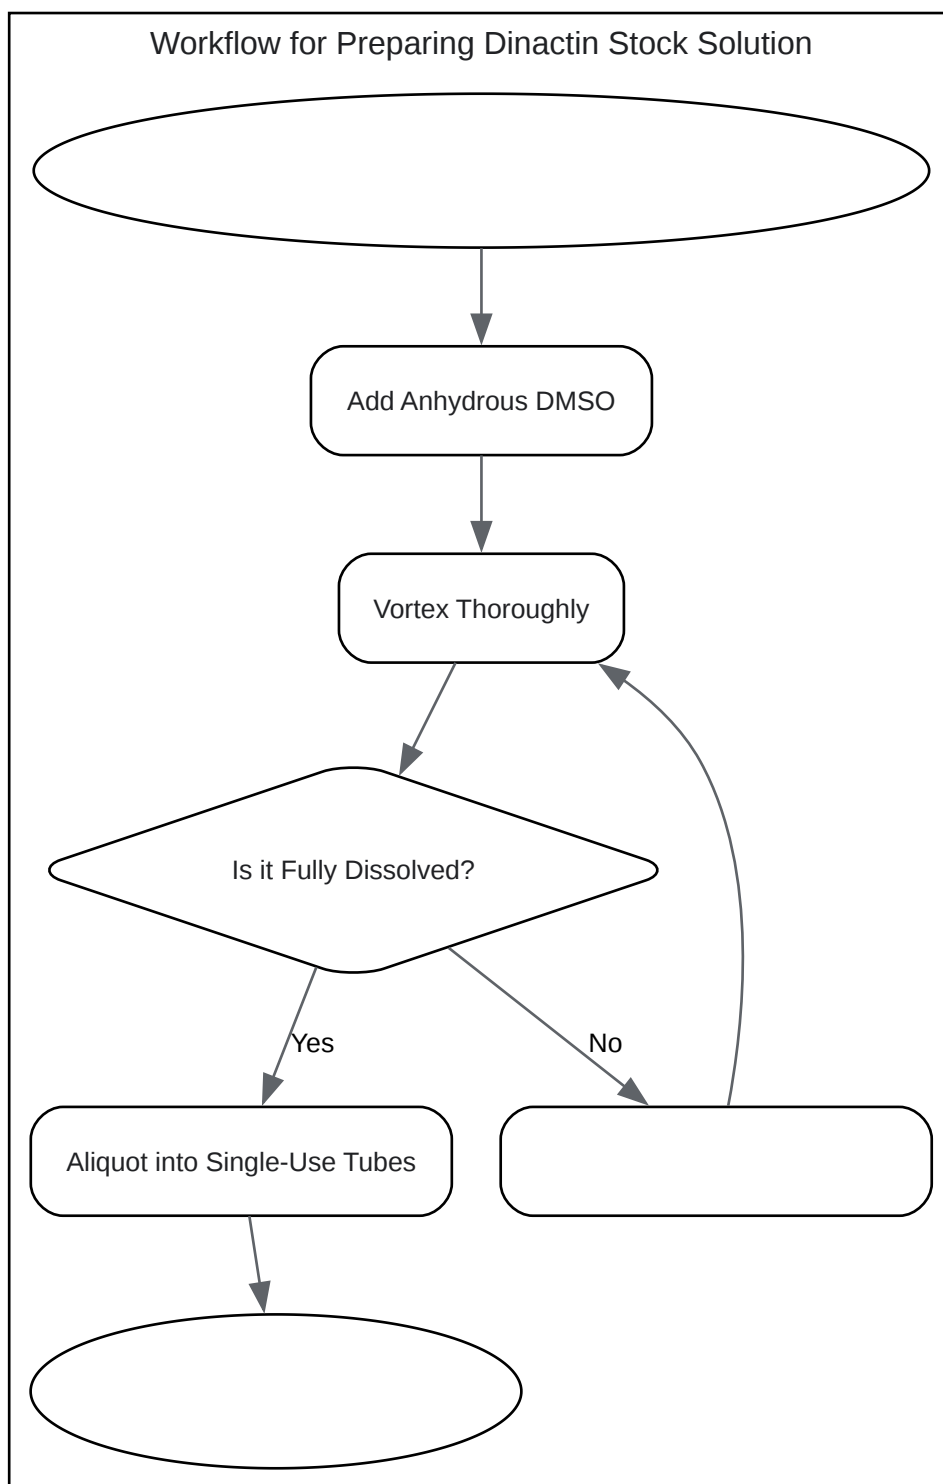 Workflow for Preparing Dinactin Stock Solution
Add Anhydrous DMSO
Vortex Thoroughly
Is it Fully Dissolved?
Yes
No
Aliquot into Single-Use Tubes